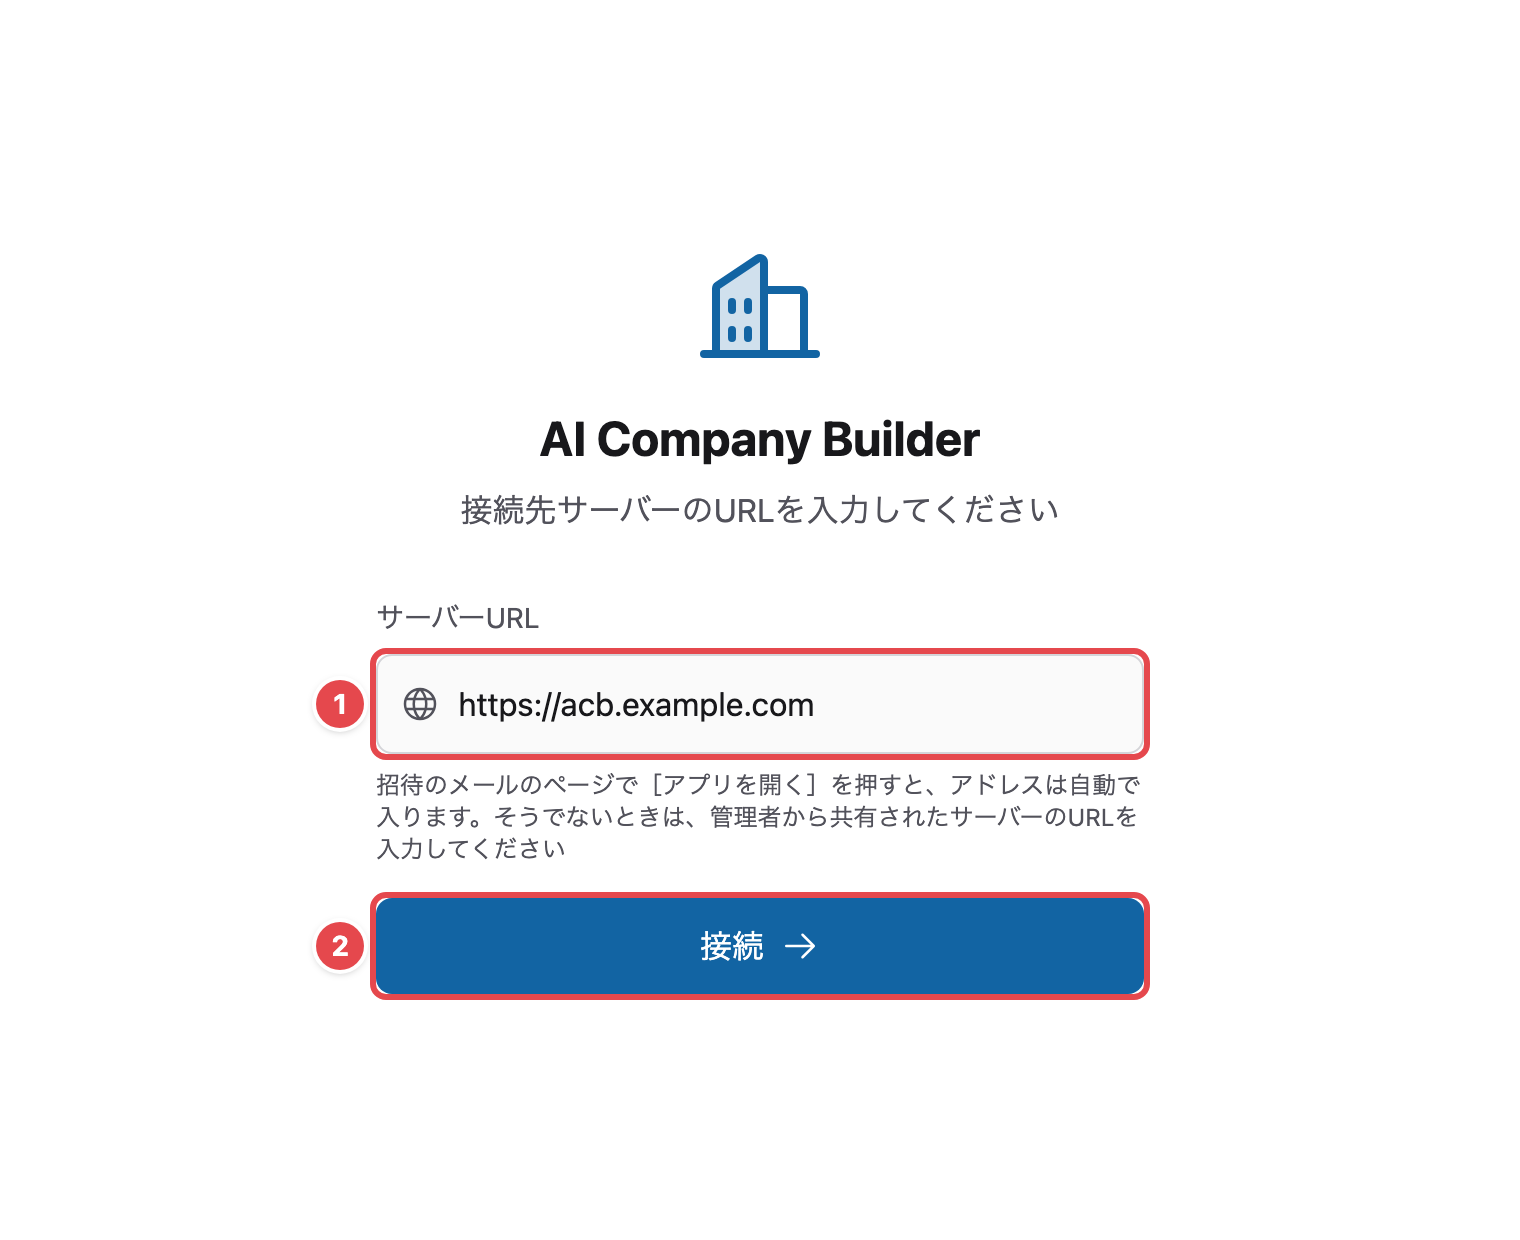 AI Company Builder
接続先サーバーのURLを入力してください
サーバーURL
1
https://acb.example.com
招待のメールのページで［アプリを開く］を押すと、アドレスは自動で
入ります。そうでないときは、管理者から共有されたサーバーのURLを
入力してください
2
接続 →